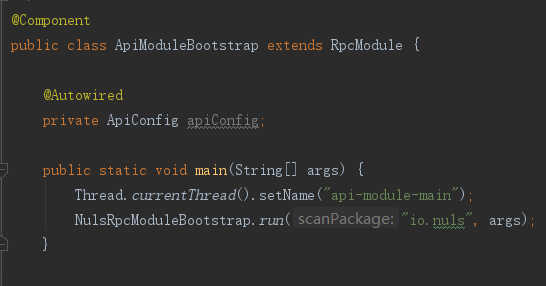 @Component
public class ApiModuleBootstrap extends RpcModule {
@Autowired
private ApiConfig apiConfig;
public static void main(String[] args) {
Thread.currentThread().setName("api-module-main");
NulsRpcModuleBootstrap.run( scanPackage: "io.nuls", args);
}